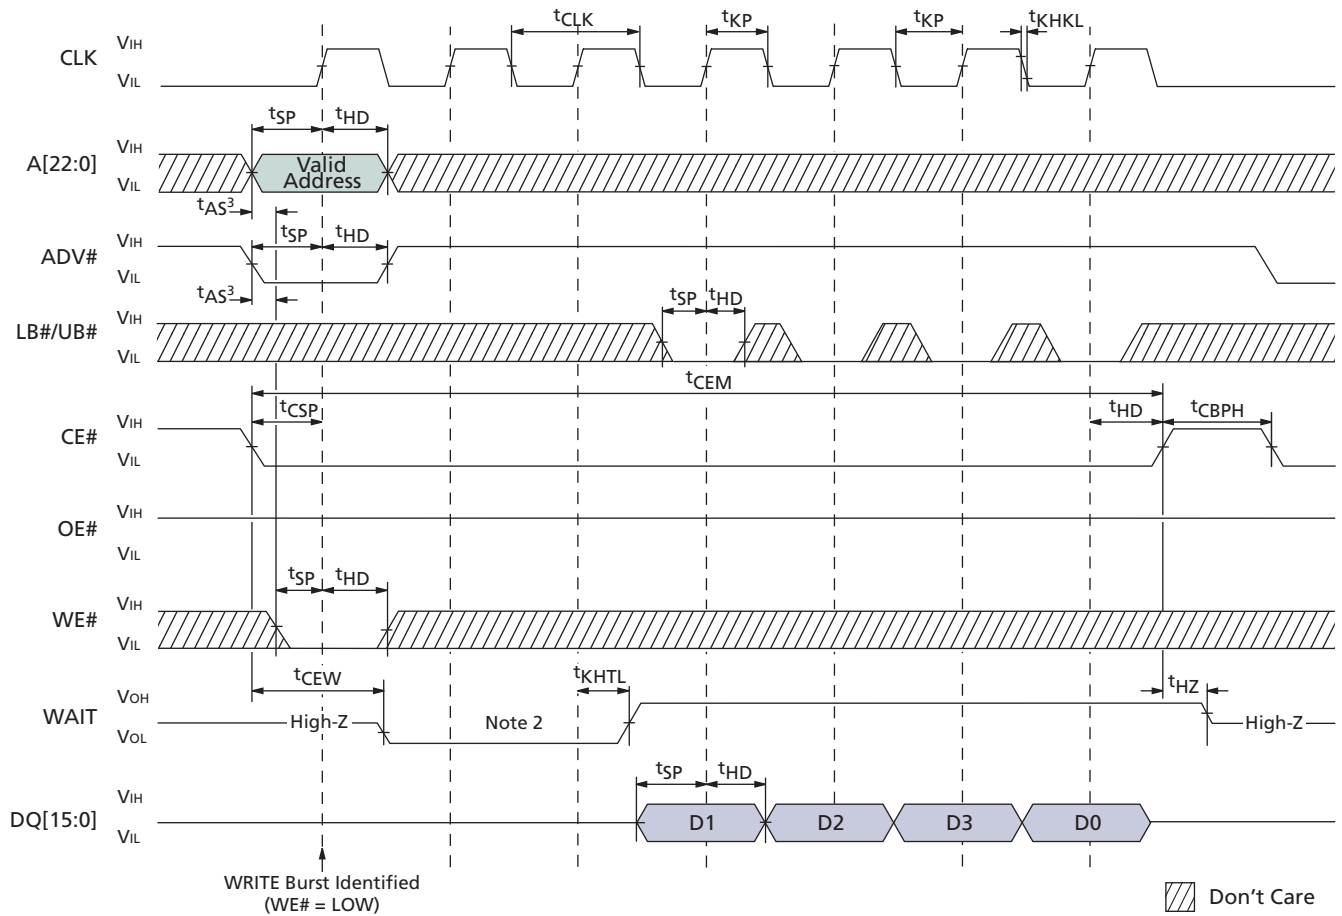 tCLK tKP tKP tKHKL
CLK VIH
VIL
tSP tHD
A[22:0] VIH
VIL
Valid
Address
tAS3
tSP tHD
ADV# VIH
VIL
tAS3
tSP tHD
LB#/UB# VIH
VIL
tCEM
tCSP tHD tCBPH
CE# VIH
VIL
OE# VIH
VIL
tSP tHD
WE# VIH
VIL
tCEW tKHTL tHZ
WAIT VOH
VOL
High-Z Note 2 High-Z
tSP tHD
DQ[15:0] VIH
VIL
D1 D2 D3 D0
WRITE Burst Identified
(WE# = LOW)
Don't Care